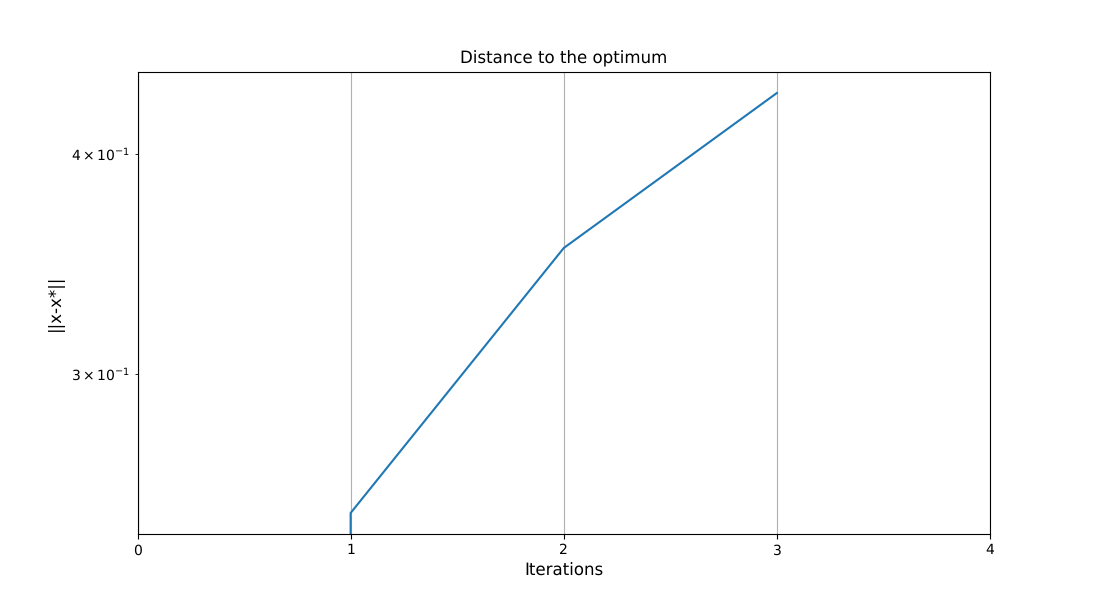 Distance to the optimum
4 × 10⁻¹
3 × 10⁻¹
||x-x*||
0 1 2 3 4
Iterations